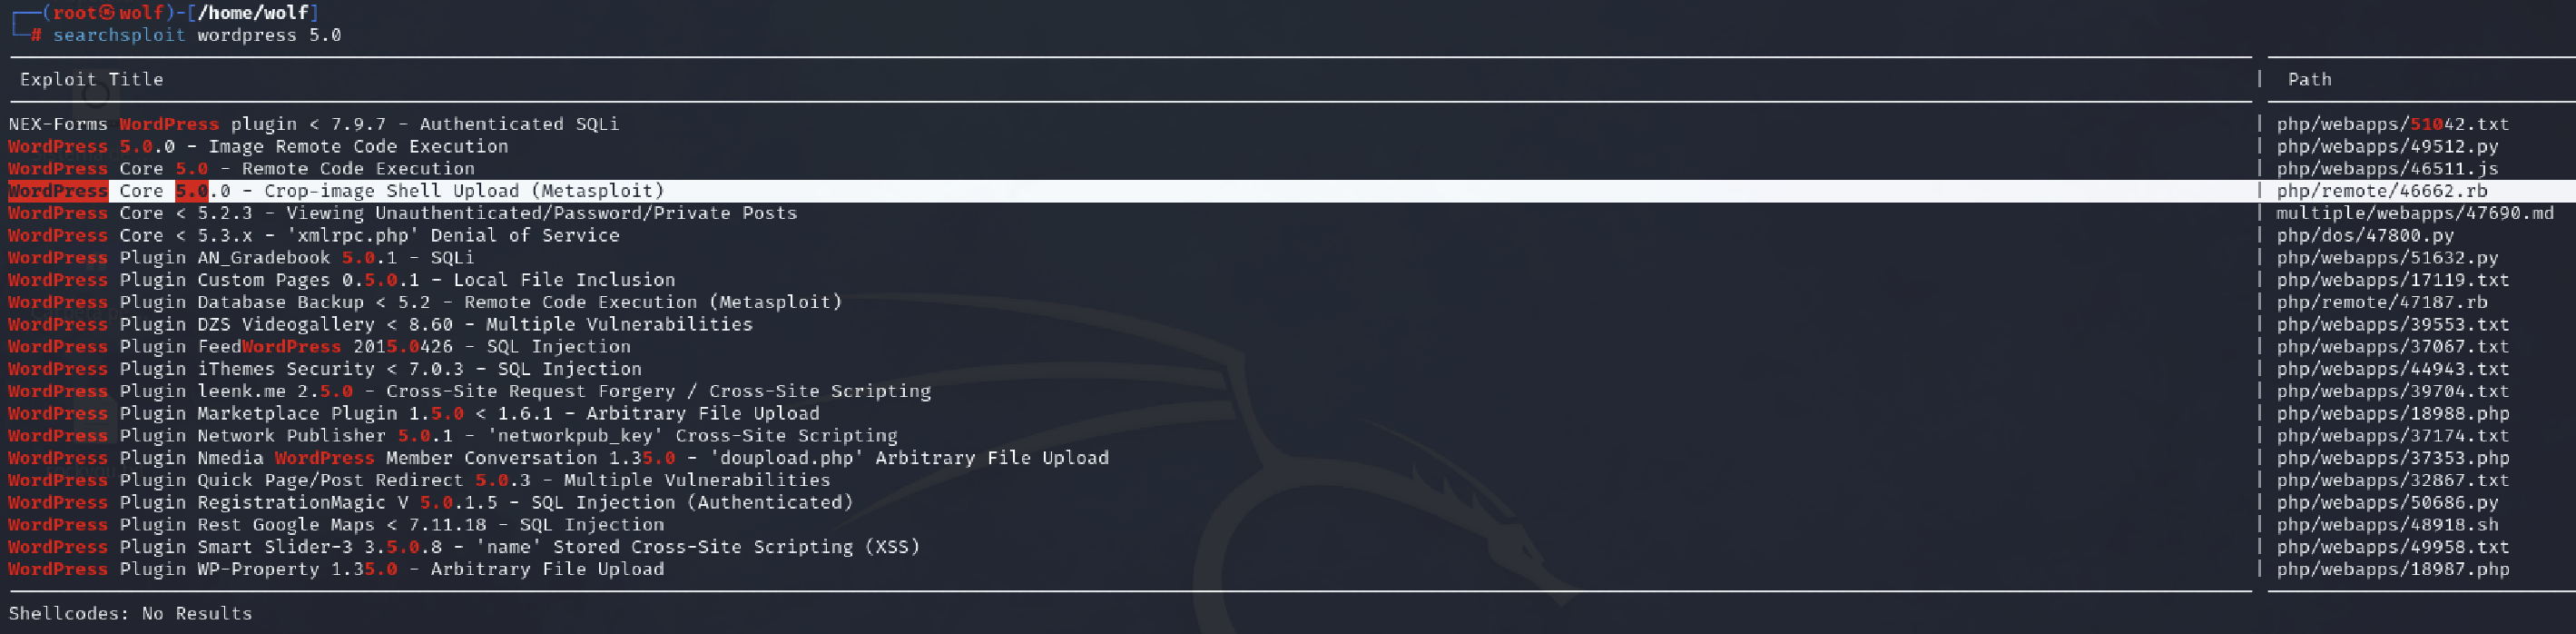 ┌──(root㉿wolf)-[/home/wolf]
└─# searchsploit wordpress 5.0
Exploit Title | Path
NEX-Forms WordPress plugin < 7.9.7 - Authenticated SQLi | php/webapps/51042.txt
WordPress 5.0.0 - Image Remote Code Execution | php/webapps/49512.py
WordPress Core 5.0 - Remote Code Execution | php/webapps/46511.js
WordPress Core 5.0.0 - Crop-image Shell Upload (Metasploit) | php/remote/46662.rb
WordPress Core < 5.2.3 - Viewing Unauthenticated/Password/Private Posts | multiple/webapps/47690.md
WordPress Core < 5.3.x - 'xmlrpc.php' Denial of Service | php/dos/47800.py
WordPress Plugin AN_Gradebook 5.0.1 - SQLi | php/webapps/51632.py
WordPress Plugin Custom Pages 0.5.0.1 - Local File Inclusion | php/webapps/17119.txt
WordPress Plugin Database Backup < 5.2 - Remote Code Execution (Metasploit) | php/remote/47187.rb
WordPress Plugin DZS Videogallery < 8.60 - Multiple Vulnerabilities | php/webapps/39553.txt
WordPress Plugin FeedWordPress 2015.0426 - SQL Injection | php/webapps/37067.txt
WordPress Plugin iThemes Security < 7.0.3 - SQL Injection | php/webapps/44943.txt
WordPress Plugin leenk.me 2.5.0 - Cross-Site Request Forgery / Cross-Site Scripting | php/webapps/39704.txt
WordPress Plugin Marketplace Plugin 1.5.0 < 1.6.1 - Arbitrary File Upload | php/webapps/18988.php
WordPress Plugin Network Publisher 5.0.1 - 'networkpub_key' Cross-Site Scripting | php/webapps/37174.txt
WordPress Plugin Nmedia WordPress Member Conversation 1.35.0 - 'doupload.php' Arbitrary File Upload | php/webapps/37353.php
WordPress Plugin Quick Page/Post Redirect 5.0.3 - Multiple Vulnerabilities | php/webapps/32867.txt
WordPress Plugin RegistrationMagic V 5.0.1.5 - SQL Injection (Authenticated) | php/webapps/50686.py
WordPress Plugin Rest Google Maps < 7.11.18 - SQL Injection | php/webapps/48918.sh
WordPress Plugin Smart Slider-3 3.5.0.8 - 'name' Stored Cross-Site Scripting (XSS) | php/webapps/49958.txt
WordPress Plugin WP-Property 1.35.0 - Arbitrary File Upload | php/webapps/18987.php
Shellcodes: No Results